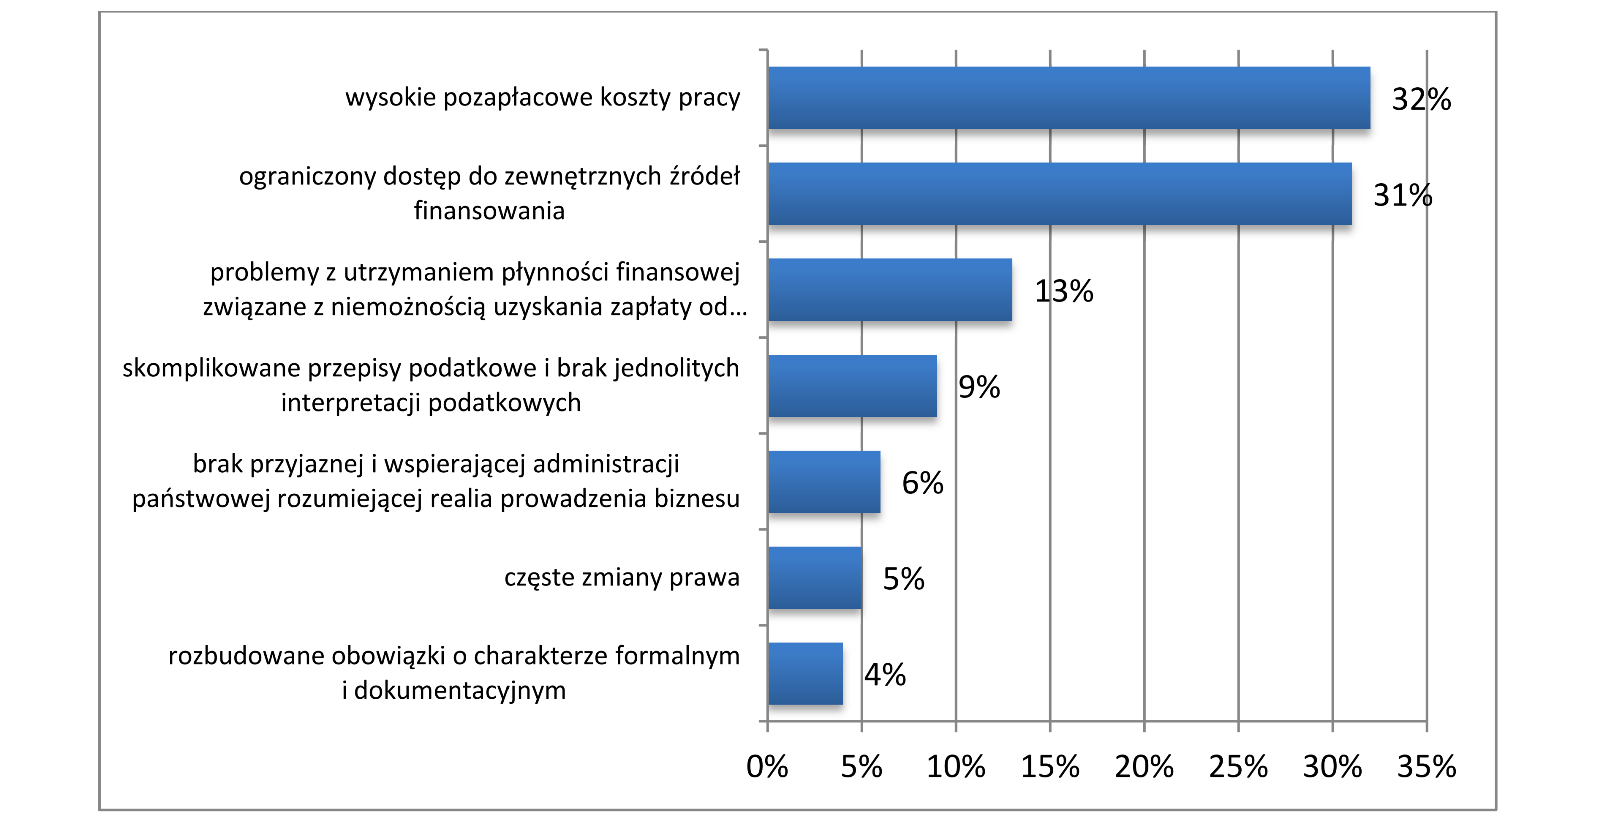 wysokie pozapłacowe koszty pracy
32%
ograniczony dostęp do zewnętrznych źródeł
finansowania
31%
problemy z utrzymaniem płynności finansowej
związane z niemożnością uzyskania zapłaty od...
13%
skomplikowane przepisy podatkowe i brak jednolitych
interpretacji podatkowych
9%
brak przyjaznej i wspierającej administracji
państwowej rozumiejącej realia prowadzenia biznesu
6%
częste zmiany prawa
5%
rozbudowane obowiązki o charakterze formalnym
i dokumentacyjnym
4%
0% 5% 10% 15% 20% 25% 30% 35%